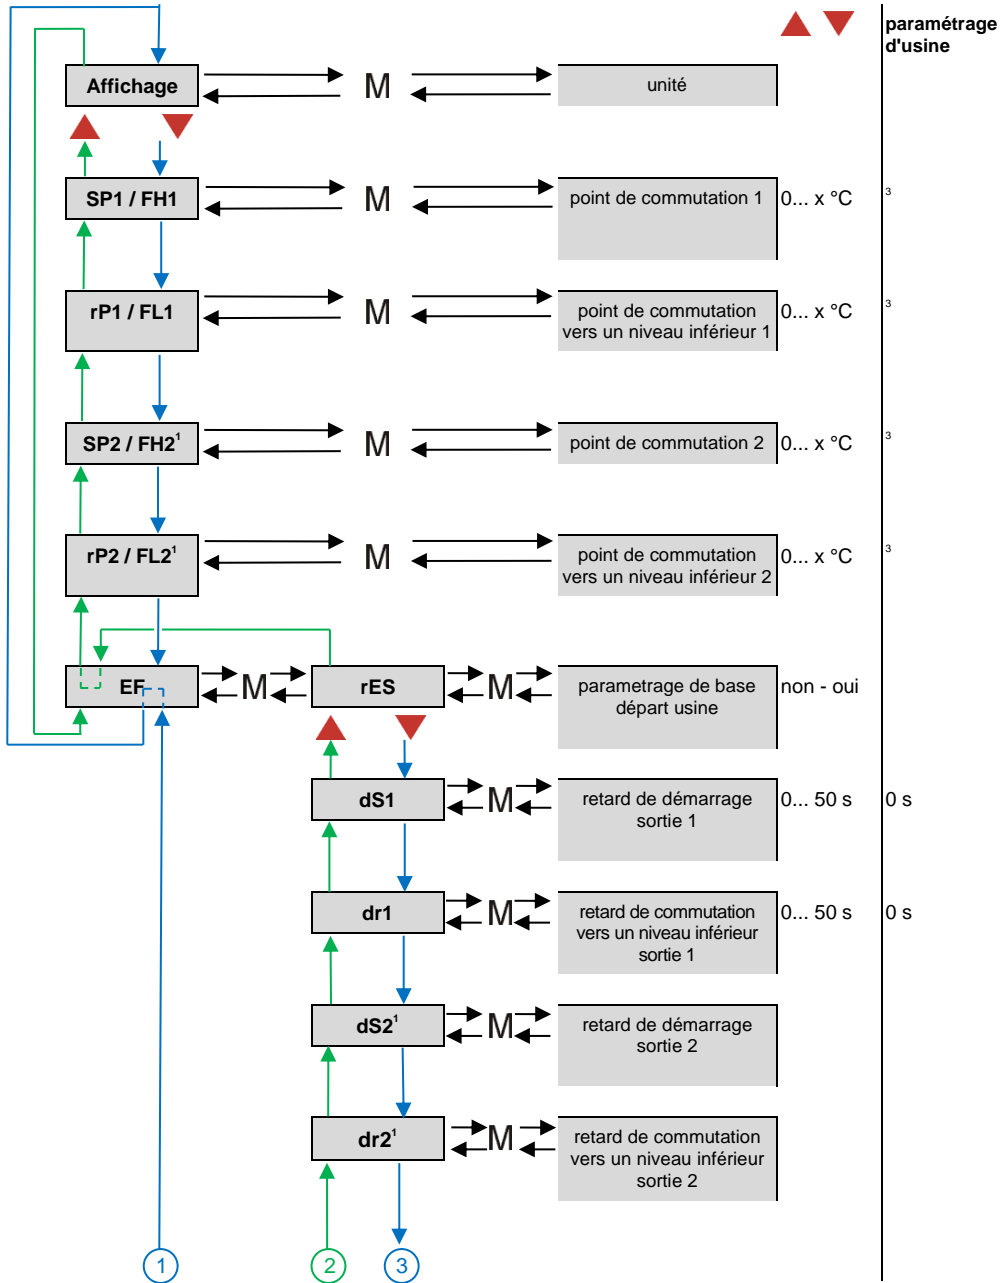 paramétrage
d'usine
Affichage M unité
SP1 / FH1 M point de commutation 1 0... x °C ³
rP1 / FL1 M point de commutation
vers un niveau inférieur 1 0... x °C ³
SP2 / FH2¹ M point de commutation 2 0... x °C ³
rP2 / FL2¹ M point de commutation
vers un niveau inférieur 2 0... x °C ³
EF M rES M parametrage de base
départ usine non - oui
dS1 M retard de démarrage
sortie 1 0... 50 s 0 s
dr1 M retard de commutation
vers un niveau inférieur
sortie 1 0... 50 s 0 s
dS2¹ M retard de démarrage
sortie 2
dr2¹ M retard de commutation
vers un niveau inférieur
sortie 2
1 2 3